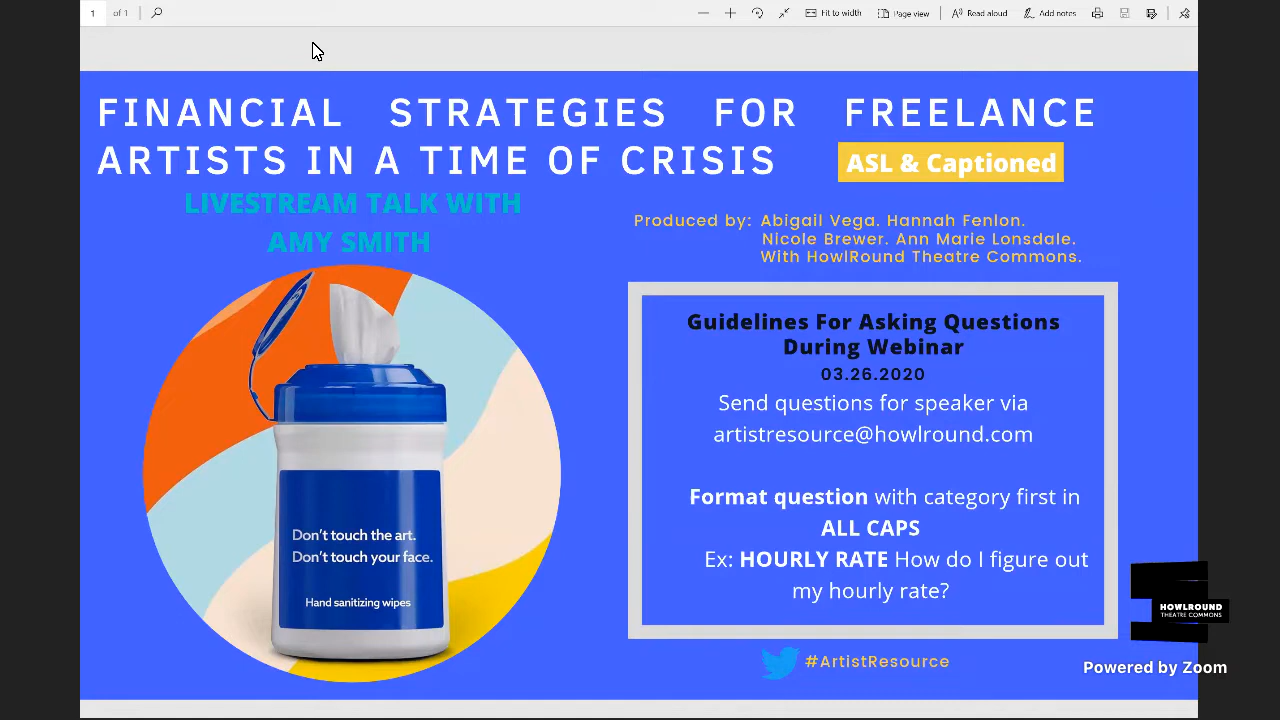 1 of 1 Fit to width Page view Read aloud Add notes
FINANCIAL STRATEGIES FOR FREELANCE
ARTISTS IN A TIME OF CRISIS
ASL & Captioned
LIVESTREAM TALK WITH
AMY SMITH
Produced by: Abigail Vega. Hannah Fenlon.
Nicole Brewer. Ann Marie Lonsdale.
With HowlRound Theatre Commons.
Don't touch the art.
Don't touch your face.
Hand sanitizing wipes
Guidelines For Asking Questions
During Webinar
03.26.2020
Send questions for speaker via
artistresource@howlround.com
Format question with category first in
ALL CAPS
Ex: HOURLY RATE How do I figure out
my hourly rate?
#ArtistResource
HOWLROUND
THEATRE COMMONS
Powered by Zoom